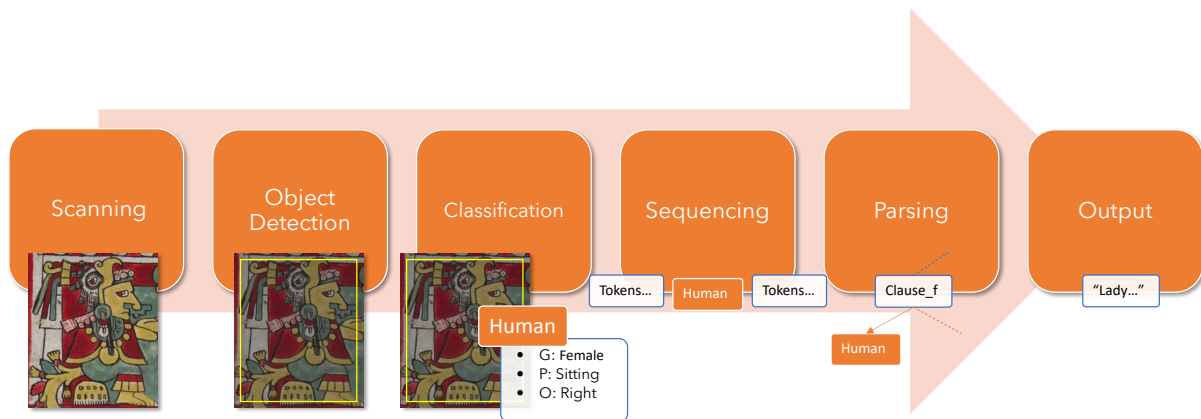 Scanning
Object
Detection
Classification
Sequencing
Parsing
Output
Human
• G: Female
• P: Sitting
• O: Right
Tokens...
Human
Tokens...
Clause_f
Human
“Lady...”